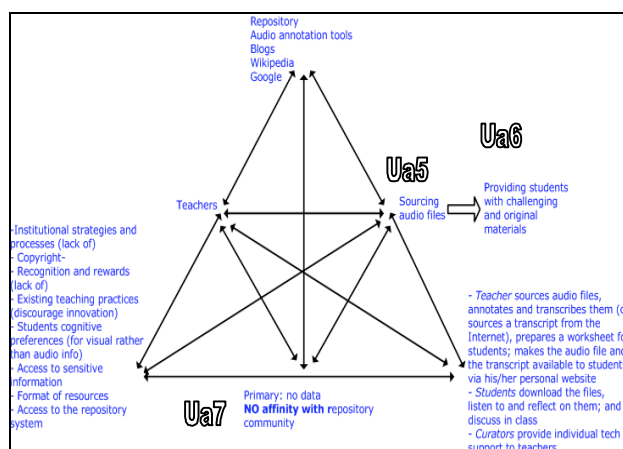 Repository
Audio annotation tools
Blogs
Wikipedia
Google
Ua6
Ua5
Teachers
Sourcing
audio files
Providing students
with challenging
and original
materials
-Institutional strategies and
processes (lack of)
- Copyright-
- Recognition and rewards
(lack of)
- Existing teaching practices
(discourage innovation)
- Students cognitive
preferences (for visual rather
than audio info)
- Access to sensitive
information
- Format of resources
- Access to the repository
system
Ua7
Primary: no data
NO affinity with repository
community
- Teacher sources audio files,
annotates and transcribes them (o
sources a transcript from the
Internet), prepares a worksheet fo
students; makes the audio file and
the transcript available to student
via his/her personal website
- Students download the files,
listen to and reflect on them; and
discuss in class
- Curators provide individual tech
support to teachers